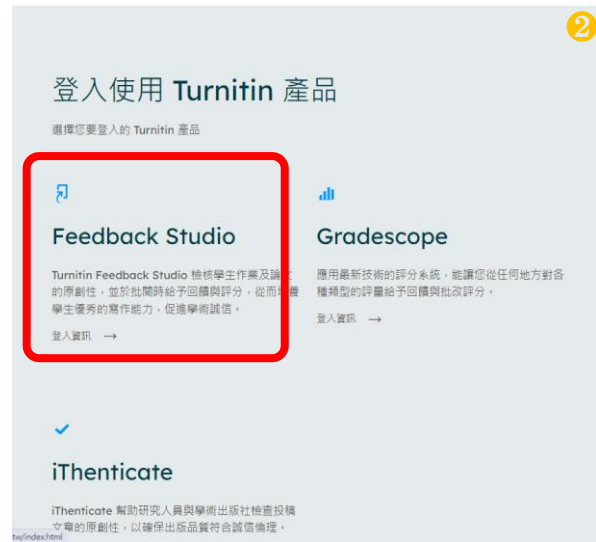 2
登入使用 Turnitin 產品
選擇您要登入的 Turnitin 產品
Feedback Studio
Turnitin Feedback Studio 檢核學生作業及論文
的原創性，並於批閱時給予回饋與評分，從而培養
學生優秀的寫作能力，促進學術誠信。
登入資訊 →
Gradescope
應用最新技術的評分系統，能讓您從任何地方對各
種類型的評量給予回饋與批改評分。
登入資訊 →
iThenticate
iThenticate 幫助研究人員與學術出版社檢查投稿
文章的原創性，以確保出版品質符合誠信倫理。
tw/index.html